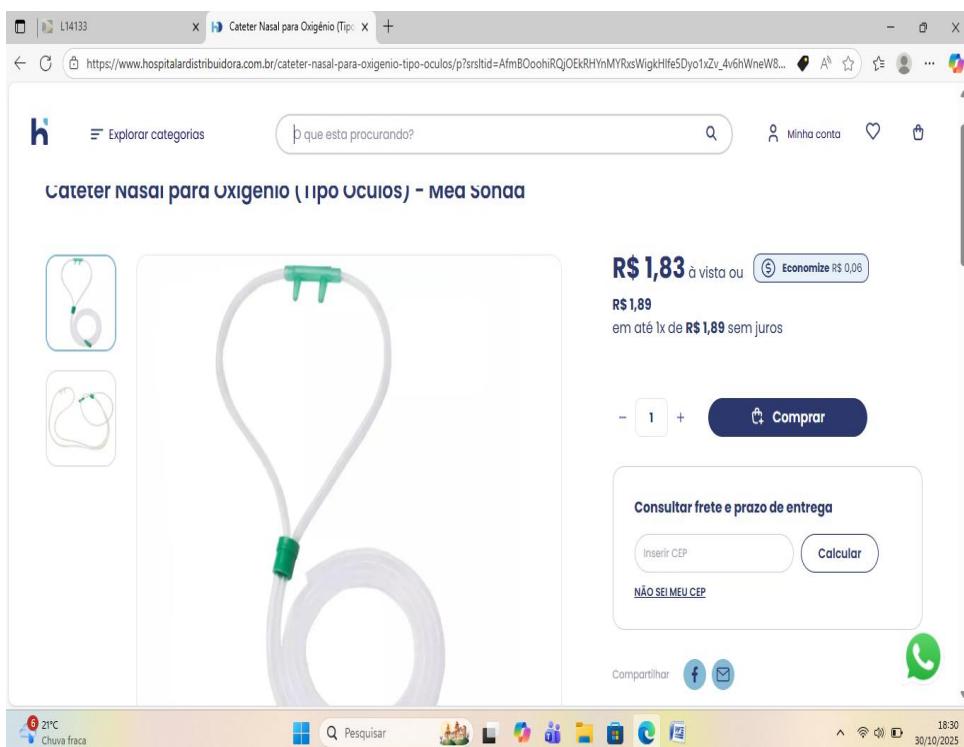 L14133
Cateter Nasal para Oxigênio (Tipo
https://www.hospitalardistribuidora.com.br/cateter-nasal-para-oxigenio-tipo-oculos/p?srsltid=AfmBOoohiRQjOEkRHYnMYRxsWigkHIfe5Dyo1xZv_4v6hWneW8...
h
Explorar categorias
O que esta procurando?
Minha conta
Cateter Nasal para Oxigênio (Tipo Óculos) - Med Sonda
R$ 1,83 à vista ou
Economize R$ 0,06
R$ 1,89
em até 1x de R$ 1,89 sem juros
- 1 +
Comprar
Consultar frete e prazo de entrega
Inserir CEP
Calcular
NÃO SEI MEU CEP
Compartilhar
6
21°C
Chuva fraca
Pesquisar
18:30
30/10/2025